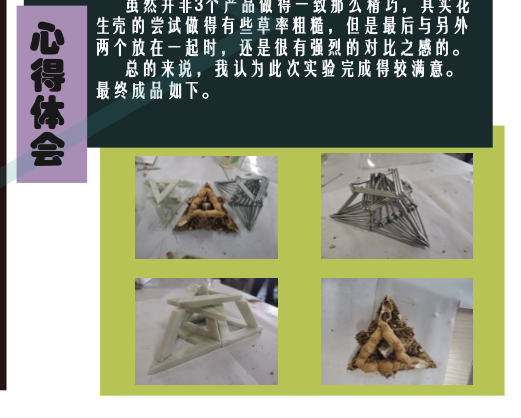 心得体会
虽然并非3个产品做得一致那么精巧，其实花
生壳的尝试做得有些草率粗糙，但是最后与另外
两个放在一起时，还是很有强烈的对比之感的。
总的来说，我认为此次实验完成得较满意。
最终成品如下。